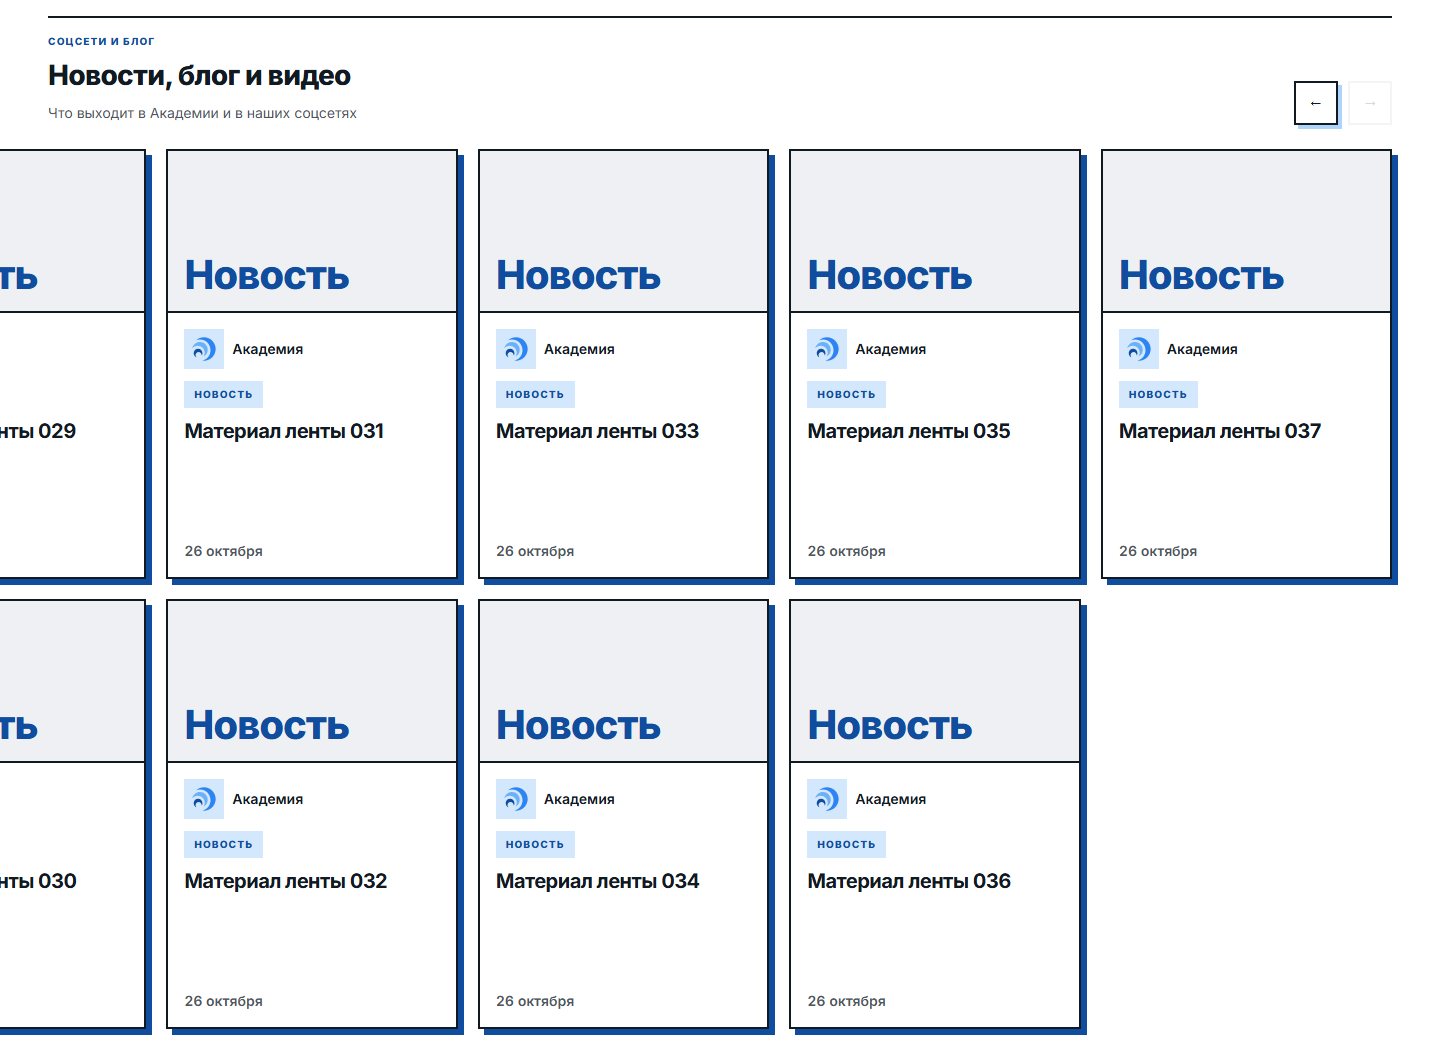 СОЦСЕТИ И БЛОГ
Новости, блог и видео
Что выходит в Академии и в наших соцсетях
← →
ть
Новость
Новость
Новость
Новость
Академия
Академия
Академия
Академия
НОВОСТЬ
НОВОСТЬ
НОВОСТЬ
НОВОСТЬ
нты 029
Материал ленты 031
Материал ленты 033
Материал ленты 035
Материал ленты 037
26 октября
26 октября
26 октября
26 октября
ть
Новость
Новость
Новость
Академия
Академия
Академия
НОВОСТЬ
НОВОСТЬ
НОВОСТЬ
нты 030
Материал ленты 032
Материал ленты 034
Материал ленты 036
26 октября
26 октября
26 октября